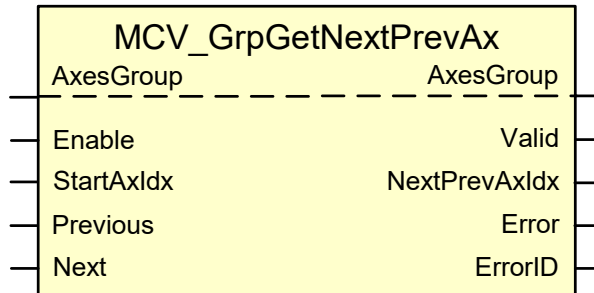 MCV_GrpGetNextPrevAx
AxesGroup AxesGroup
Enable Valid
StartAxIdx NextPrevAxIdx
Previous Error
Next ErrorID